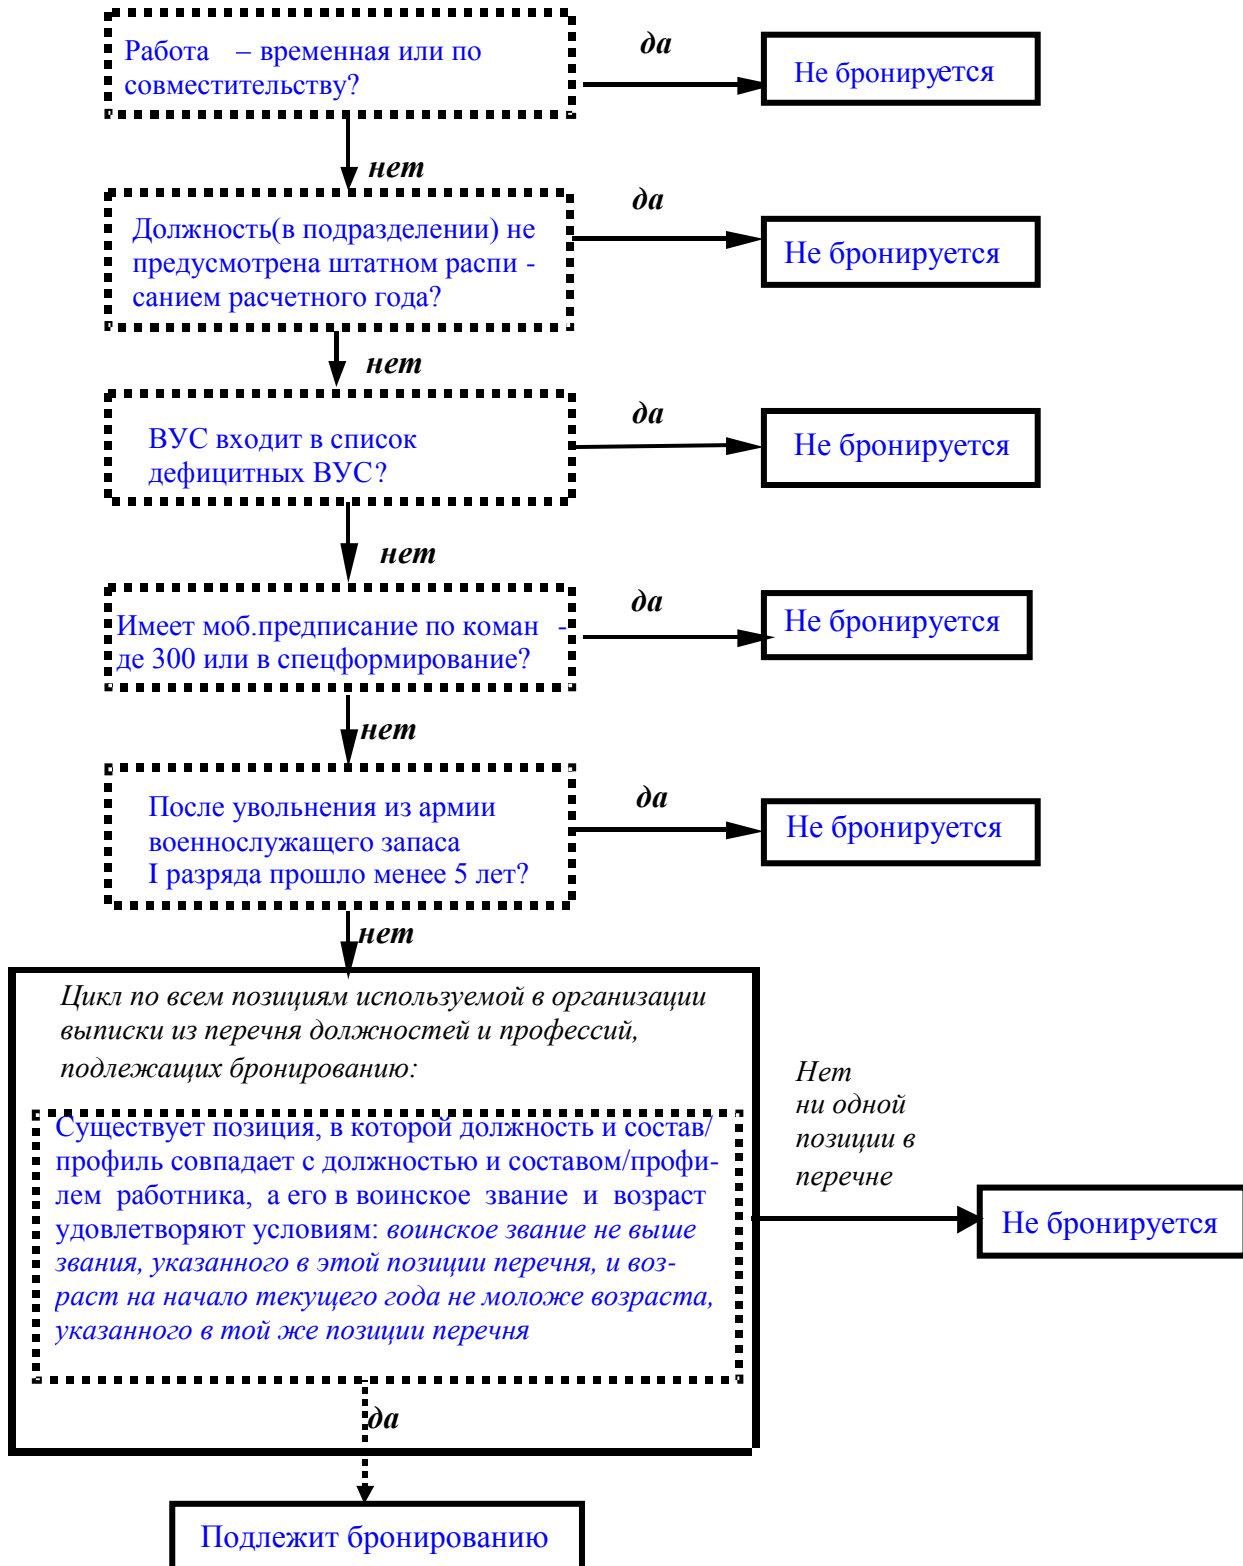 Работа – временная или по
совместительству?
да
Не бронируется
нет
Должность(в подразделении) не
предусмотрена штатном распи -
санием расчетного года?
да
Не бронируется
нет
ВУС входит в список
дефицитных ВУС?
да
Не бронируется
нет
Имеет моб.предписание по коман -
де 300 или в спецформирование?
да
Не бронируется
нет
После увольнения из армии
военнослужащего запаса
I разряда прошло менее 5 лет?
да
Не бронируется
нет
Цикл по всем позициям используемой в организации
выписки из перечня должностей и профессий,
подлежащих бронированию:
Существует позиция, в которой должность и состав/
профиль совпадает с должностью и составом/профи-
лем работника, а его в воинское звание и возраст
удовлетворяют условиям: воинское звание не выше
звания, указанного в этой позиции перечня, и воз-
раст на начало текущего года не моложе возраста,
указанного в той же позиции перечня
Нет
ни одной
позиции в
перечне
Не бронируется
да
Подлежит бронированию